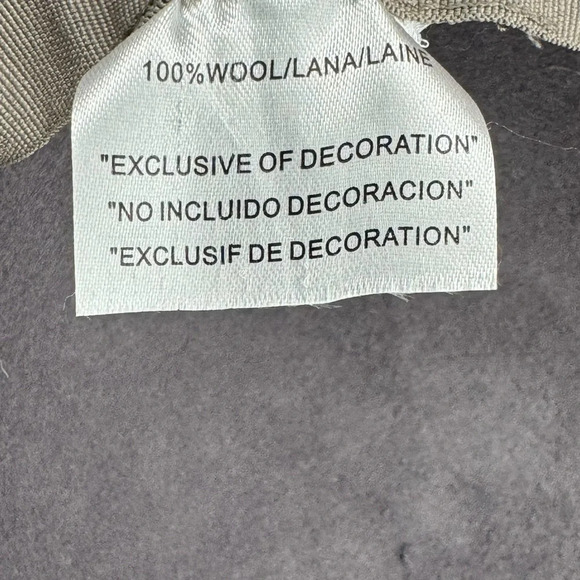 100%WOOL/LANA/LAINE
"EXCLUSIVE OF DECORATION"
"NO INCLUIDO DECORACION"
"EXCLUSIF DE DECORATION"